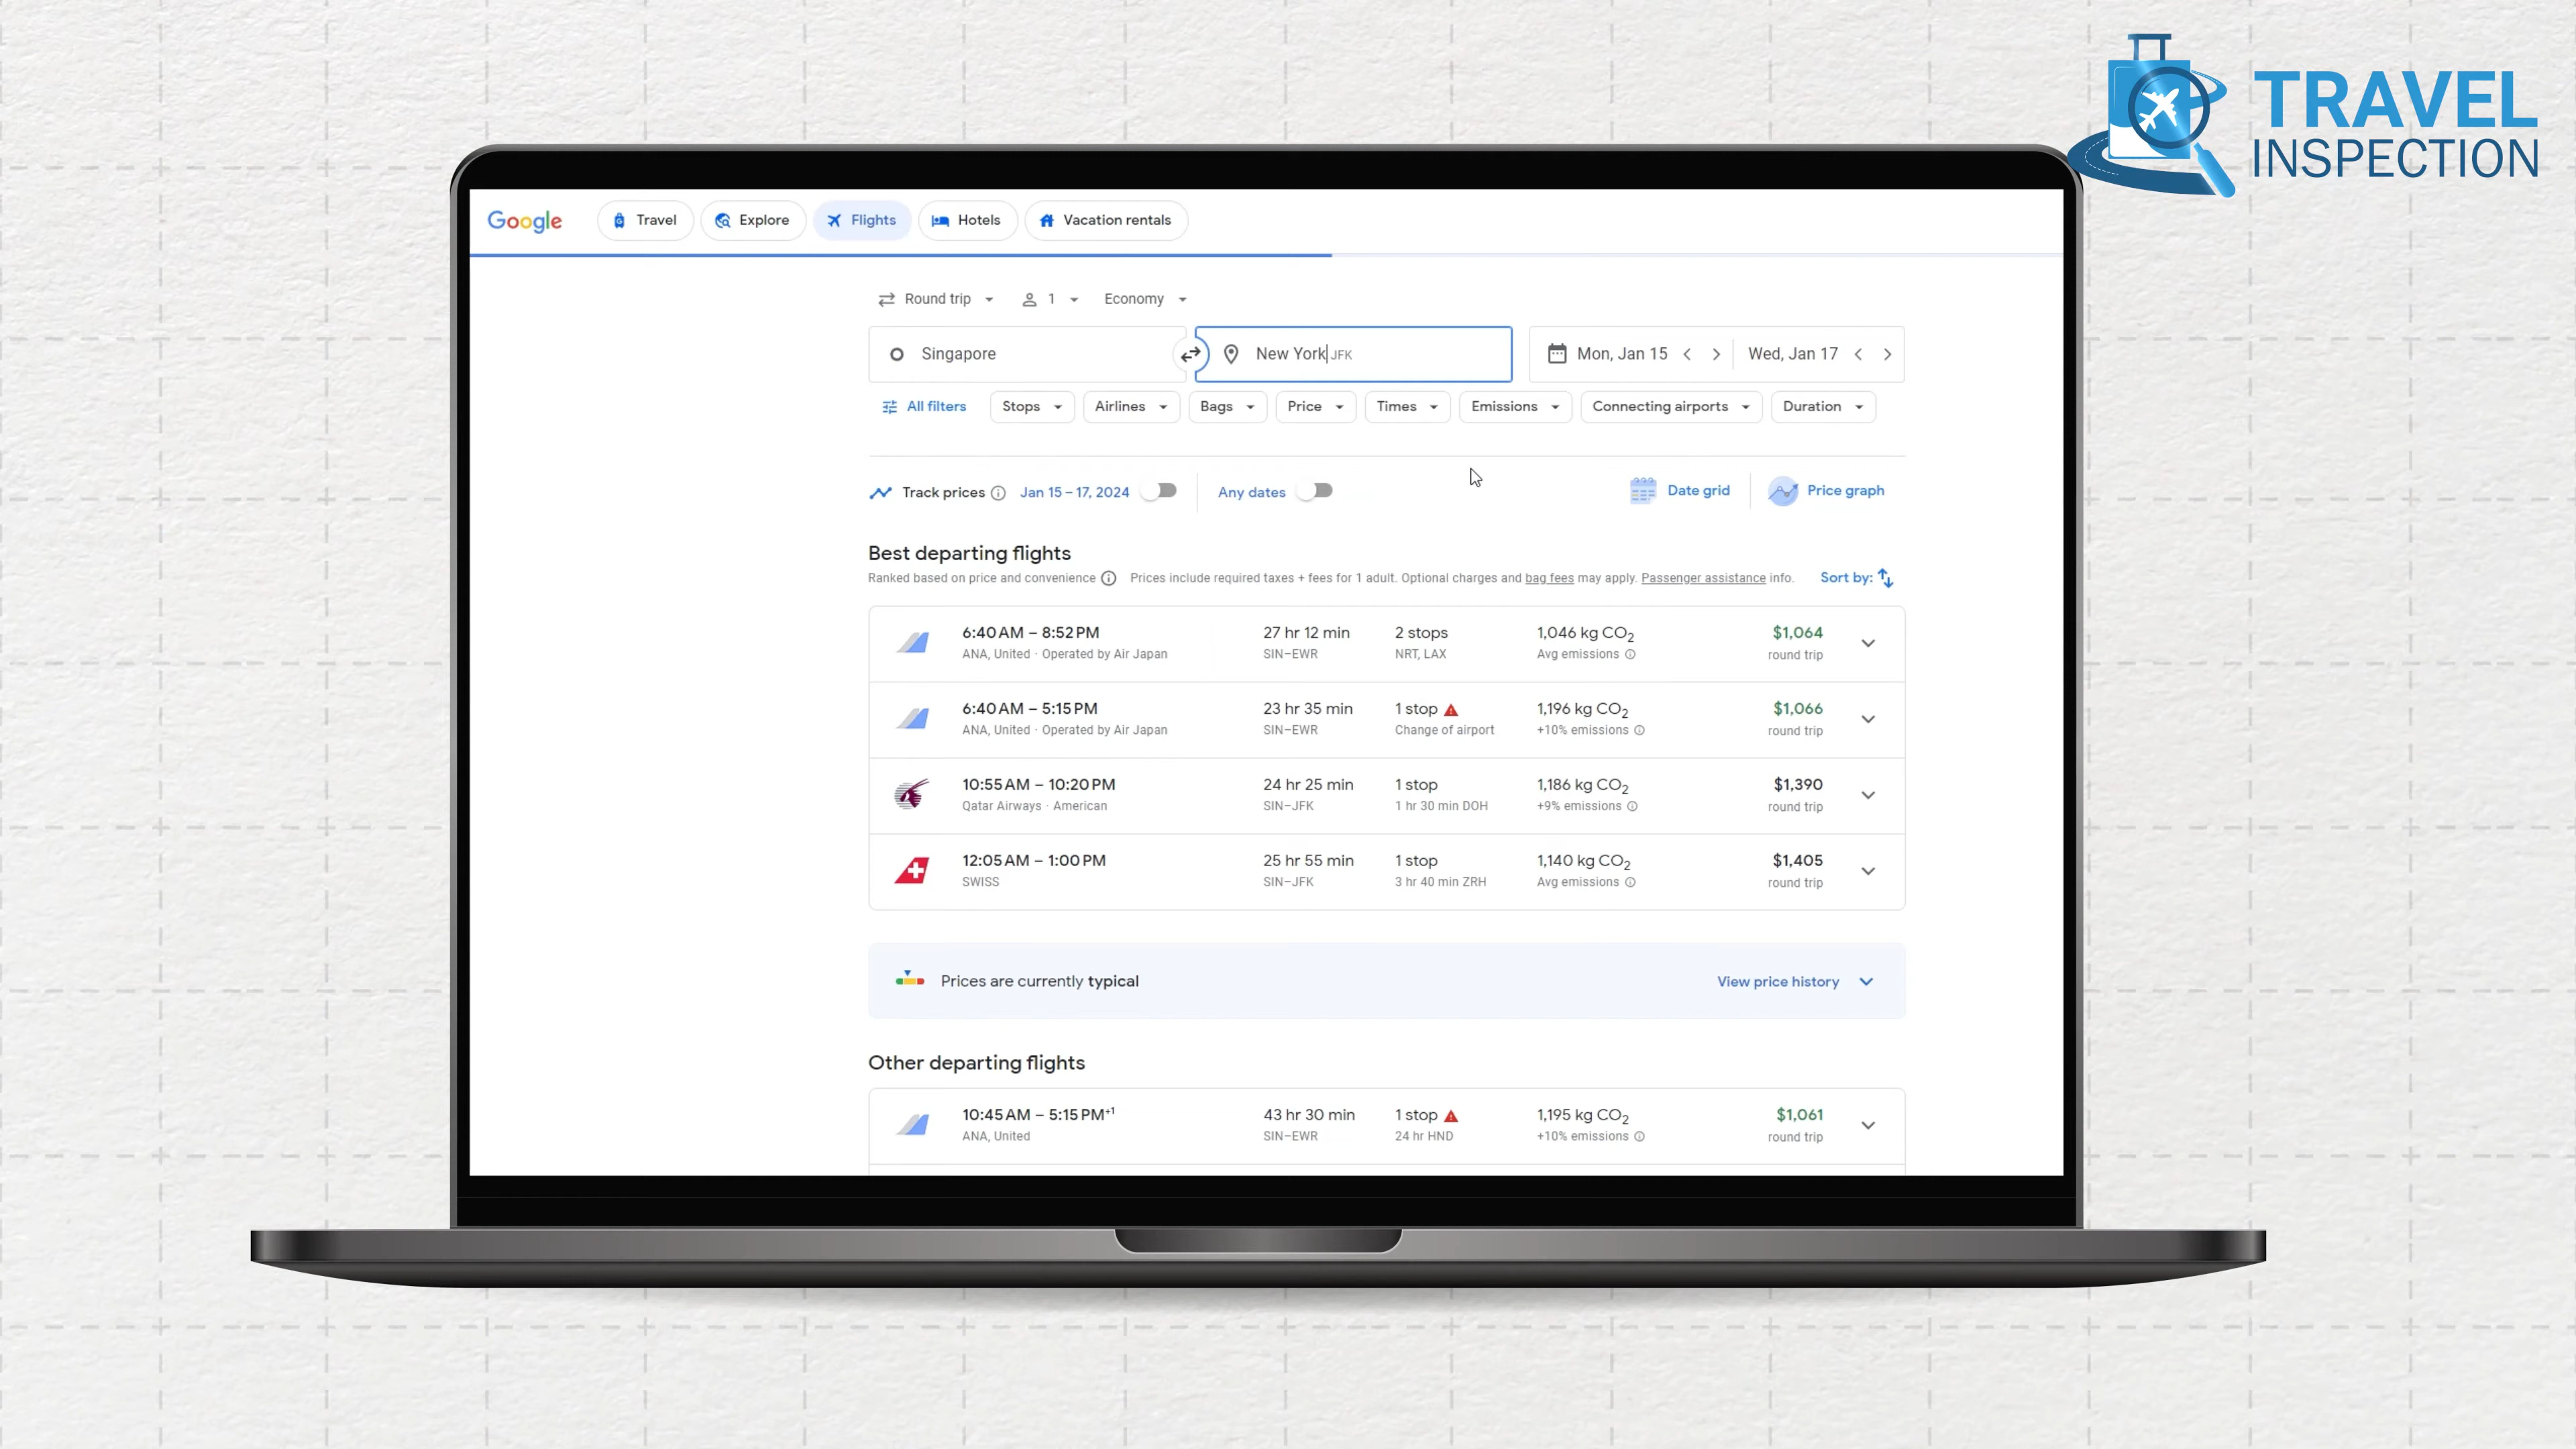 TRAVEL
INSPECTION
Google Travel Explore Flights Hotels Vacation rentals
Round trip 1 Economy
Singapore New York JFK Mon, Jan 15 Wed, Jan 17
All filters Stops Airlines Bags Price Times Emissions Connecting airports Duration
Track prices Jan 15 – 17, 2024 Any dates Date grid Price graph
Best departing flights
Ranked based on price and convenience Prices include required taxes + fees for 1 adult. Optional charges and bag fees may apply. Passenger assistance info. Sort by:
6:40 AM – 8:52 PM 27 hr 12 min 2 stops 1,046 kg CO2 $1,064
ANA, United · Operated by Air Japan SIN–EWR NRT, LAX Avg emissions round trip
6:40 AM – 5:15 PM 23 hr 35 min 1 stop 1,196 kg CO2 $1,066
ANA, United · Operated by Air Japan SIN–EWR Change of airport +10% emissions round trip
10:55 AM – 10:20 PM 24 hr 25 min 1 stop 1,186 kg CO2 $1,390
Qatar Airways · American SIN–JFK 1 hr 30 min DOH +9% emissions round trip
12:05 AM – 1:00 PM 25 hr 55 min 1 stop 1,140 kg CO2 $1,405
SWISS SIN–JFK 3 hr 40 min ZRH Avg emissions round trip
Prices are currently typical View price history
Other departing flights
10:45 AM – 5:15 PM+1 43 hr 30 min 1 stop 1,195 kg CO2 $1,061
ANA, United SIN–EWR 24 hr HND +10% emissions round trip